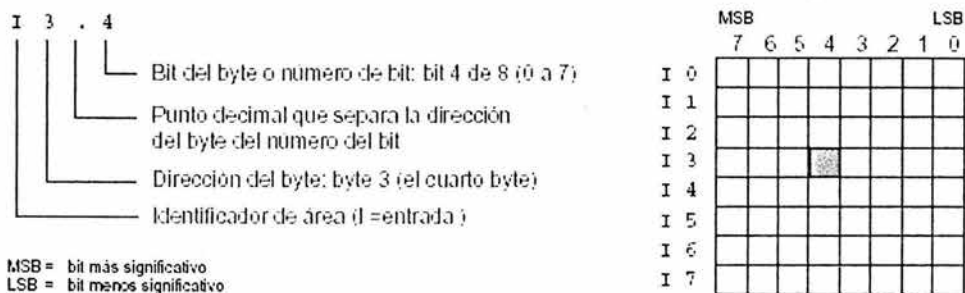 I 3 . 4
Bit del byte o número de bit: bit 4 de 8 (0 a 7)
Punto decimal que separa la dirección
del byte del número del bit
Dirección del byte: byte 3 (el cuarto byte)
Identificador de área (I =entrada )
MSB = bit más significativo
LSB = bit menos significativo
MSB LSB
7 6 5 4 3 2 1 0
I 0
I 1
I 2
I 3
I 4
I 5
I 6
I 7